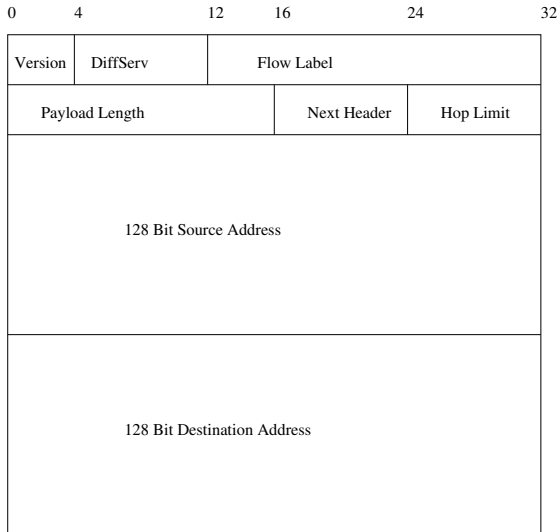 0 4 12 16 24 32
Version DiffServ Flow Label
Payload Length Next Header Hop Limit
128 Bit Source Address
128 Bit Destination Address